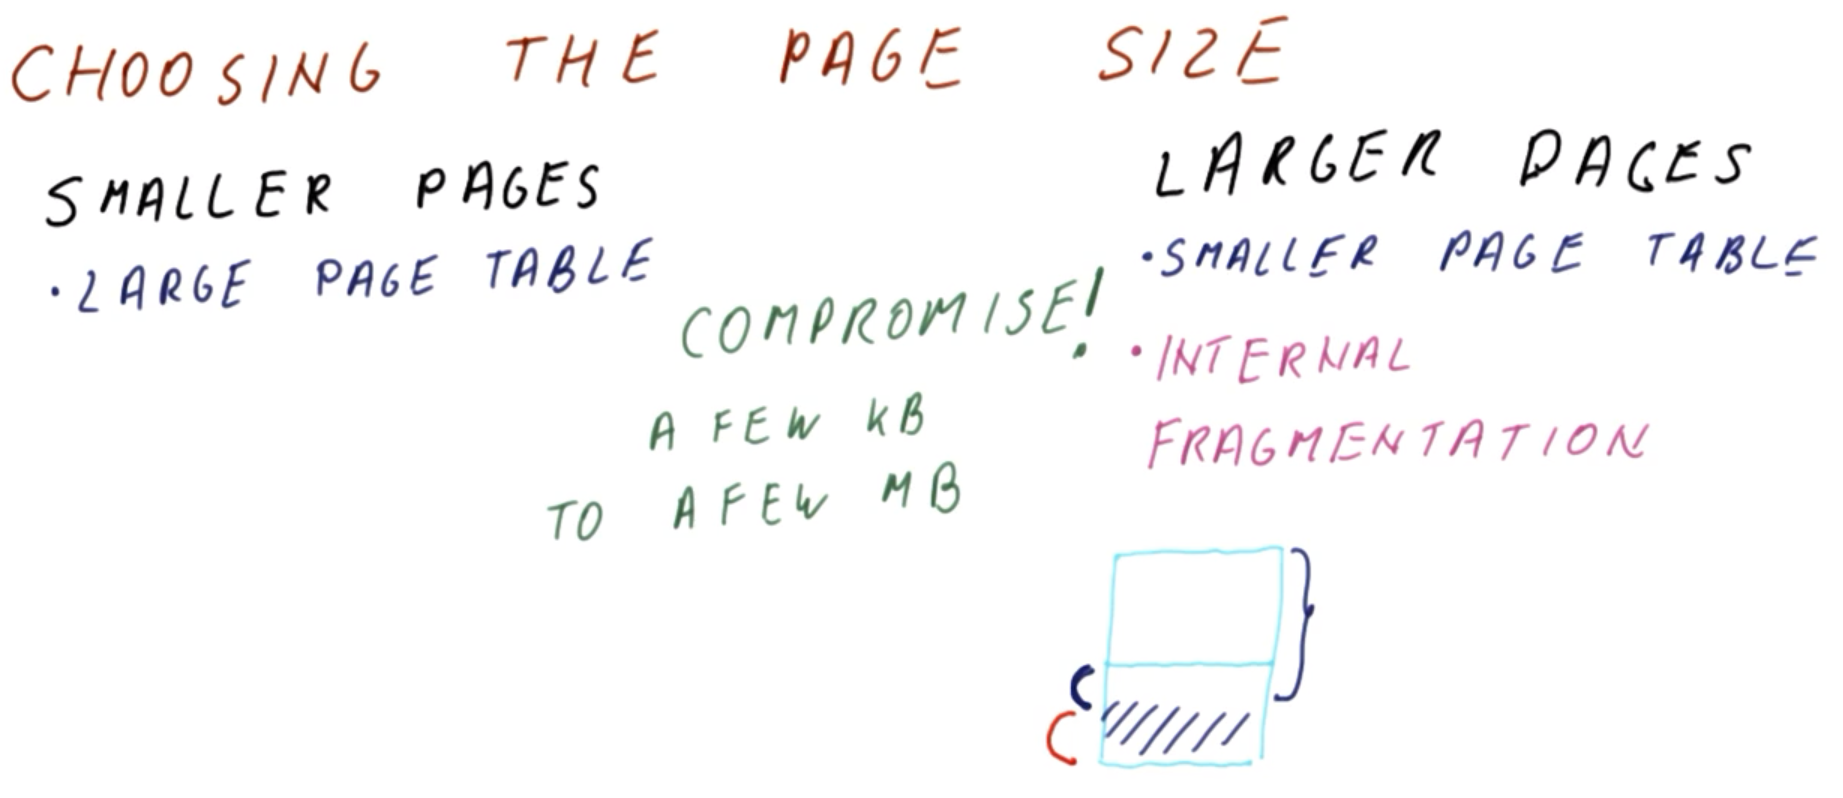 CHOOSING THE PAGE SIZE
SMALLER PAGES
• LARGE PAGE TABLE
COMPROMISE!
A FEW KB
TO A FEW MB
LARGER PAGES
• SMALLER PAGE TABLE
• INTERNAL
FRAGMENTATION